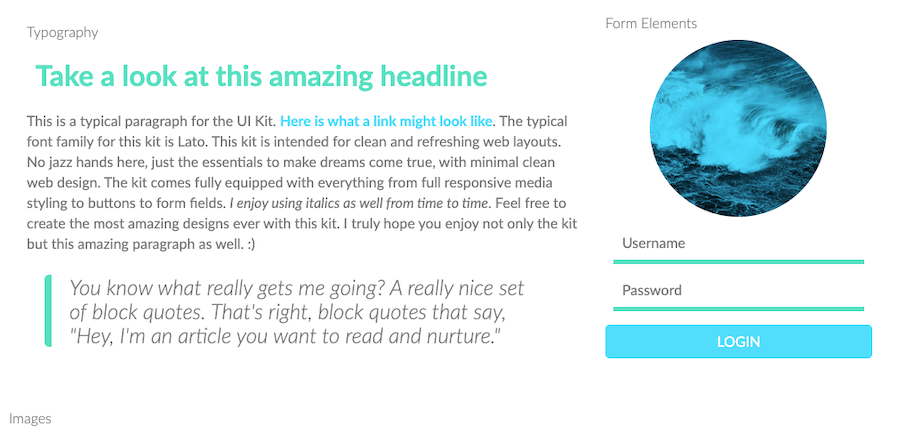 Typography
Take a look at this amazing headline
This is a typical paragraph for the UI Kit. Here is what a link might look like. The typical
font family for this kit is Lato. This kit is intended for clean and refreshing web layouts.
No jazz hands here, just the essentials to make dreams come true, with minimal clean
web design. The kit comes fully equipped with everything from full responsive media
styling to buttons to form fields. I enjoy using italics as well from time to time. Feel free to
create the most amazing designs ever with this kit. I truly hope you enjoy not only the kit
but this amazing paragraph as well. :)
You know what really gets me going? A really nice set
of block quotes. That's right, block quotes that say,
"Hey, I'm an article you want to read and nurture."
Form Elements
Username
Password
LOGIN
Images